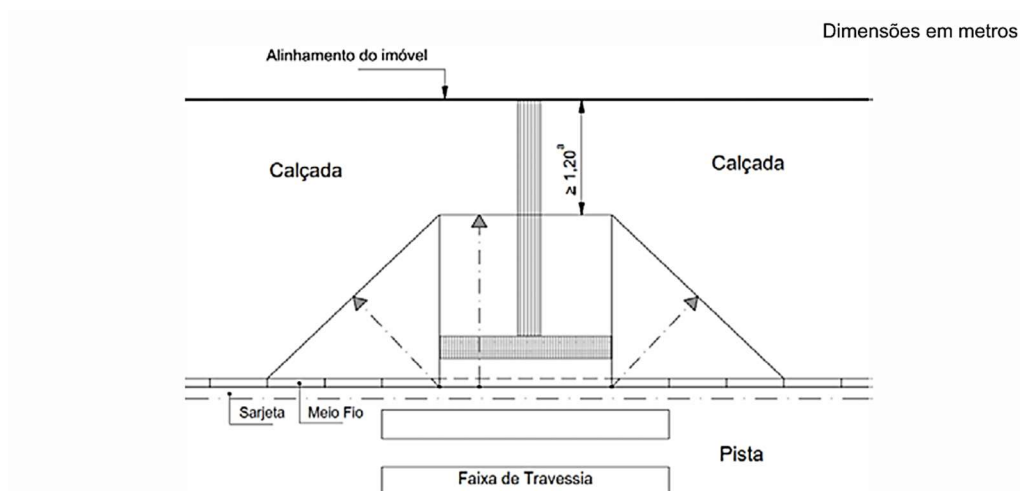 Dimensões em metros
Alinhamento do imóvel
Calçada
Calçada
≥ 1,20ª
Sarjeta
Meio Fio
Pista
Faixa de Travessia